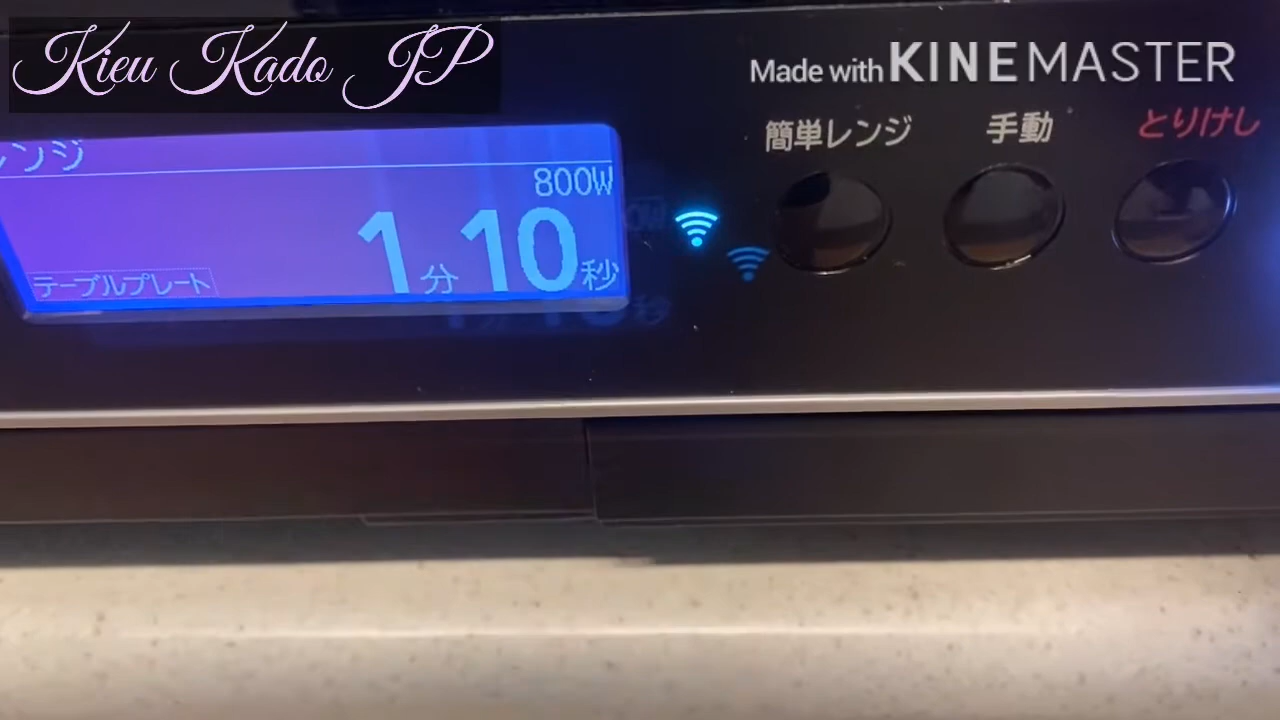 Kieu Kado JP
Made with KINEMASTER
簡単レンジ 手動 とりけし
レンジ
800W
1分10秒
テーブルプレート